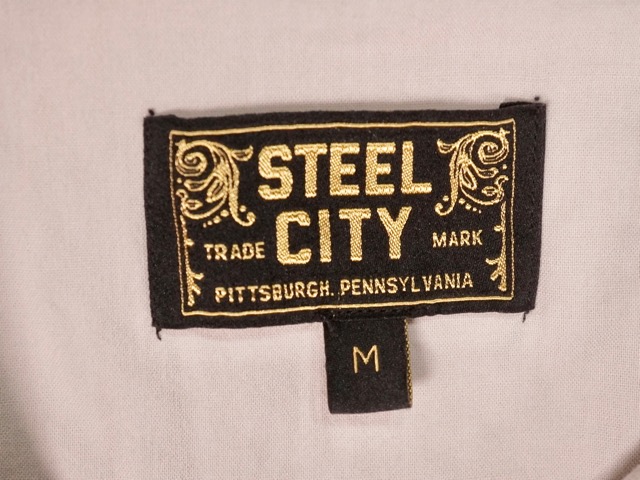 STEEL
CITY
TRADE MARK
PITTSBURGH. PENNSYLVANIA
M